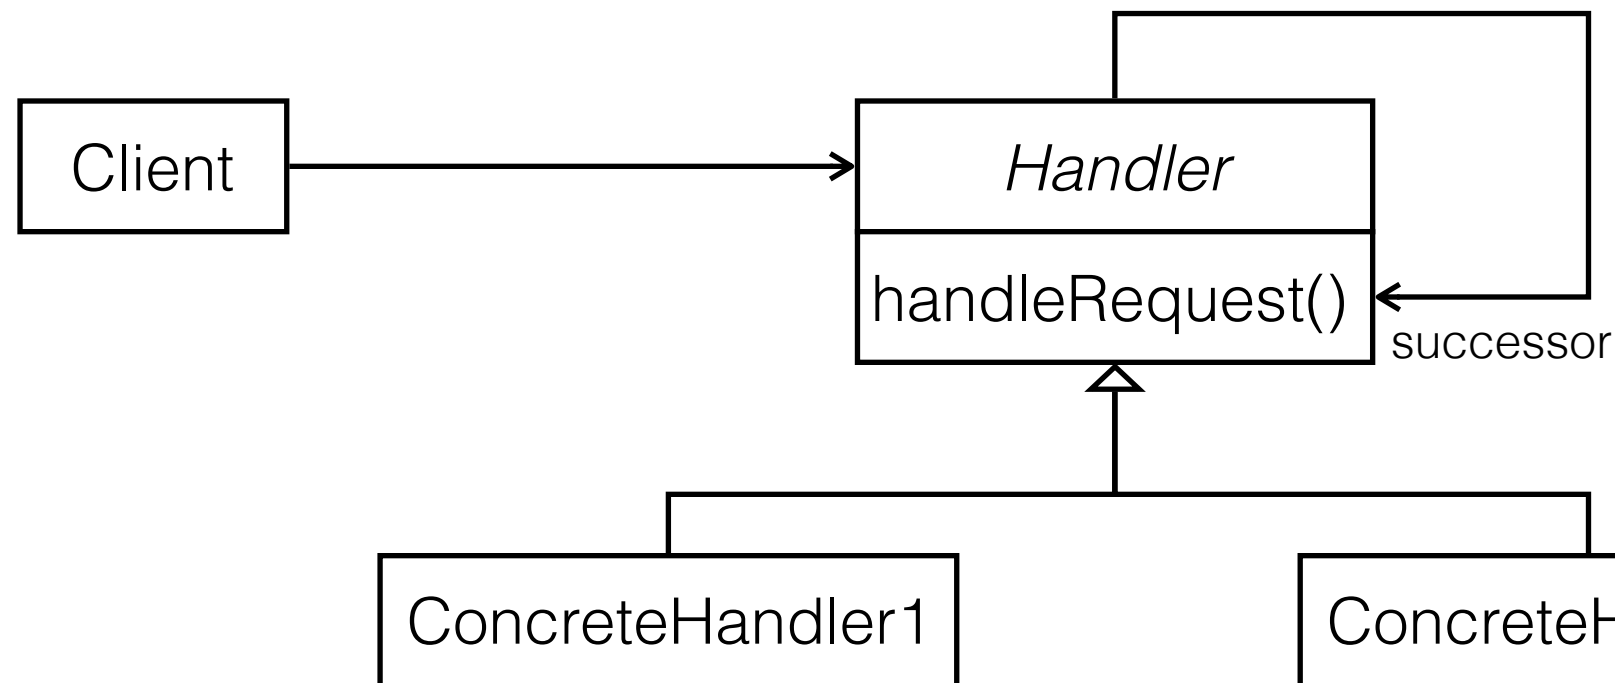 Client
Handler
handleRequest()
successor
ConcreteHandler1